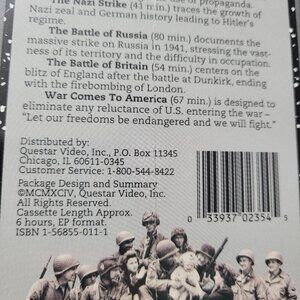 The Nazi Strike (41 min.) traces the growth of
Nazi zeal and German history leading to Hitler's
regime.
The Battle of Russia (80 min.) documents the
massive strike on Russia in 1941, stressing the vast-
ness of its territory and the difficulty in occupation.
The Battle of Britain (54 min.) centers on the
blitz of England after the battle at Dunkirk, ending
with the firebombing of London.
War Comes To America (67 min.) is designed to
eliminate any reluctance of U.S. entering the war –
"Let our freedoms be endangered and we will fight."
Distributed by:
Questar Video, Inc., P.O. Box 11345
Chicago, IL 60611-0345
Customer Service: 1-800-544-8422
Package Design and Summary
©MCMXCIV, Questar Video, Inc.
All Rights Reserved.
Cassette Length Approx.
6 hours, EP format.
ISBN 1-56855-011-1
0 33937 02354 5